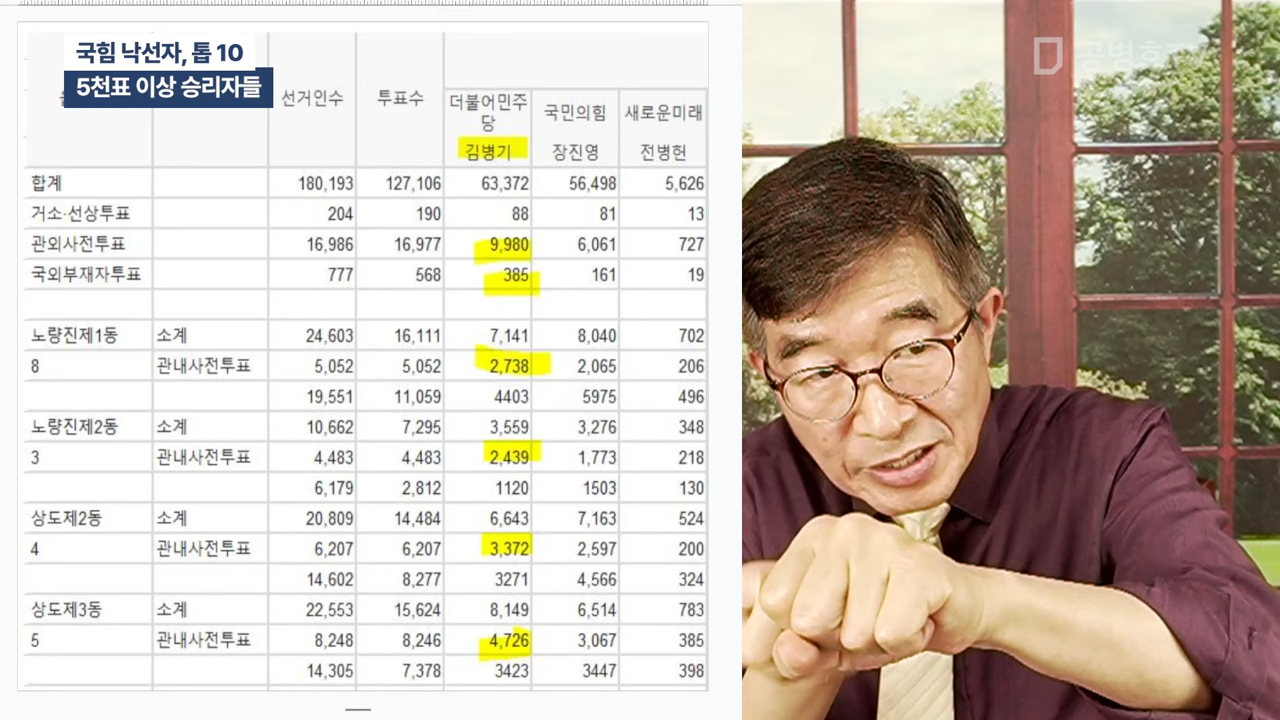 국힘 낙선자, 톱 10
5천표 이상 승리자들
공병호TV
선거인수 투표수 더불어민주당 국민의힘 새로운미래
김병기 장진영 전병헌
합계 180,193 127,106 63,372 56,498 5,626
거소·선상투표 204 190 88 81 13
관외사전투표 16,986 16,977 9,980 6,061 727
국외부재자투표 777 568 385 161 19
노량진제1동 소계 24,603 16,111 7,141 8,040 702
8 관내사전투표 5,052 5,052 2,738 2,065 206
19,551 11,059 4403 5975 496
노량진제2동 소계 10,662 7,295 3,559 3,276 348
3 관내사전투표 4,483 4,483 2,439 1,773 218
6,179 2,812 1120 1503 130
상도제2동 소계 20,809 14,484 6,643 7,163 524
4 관내사전투표 6,207 6,207 3,372 2,597 200
14,602 8,277 3271 4,566 324
상도제3동 소계 22,553 15,624 8,149 6,514 783
5 관내사전투표 8,248 8,246 4,726 3,067 385
14,305 7,378 3423 3447 398